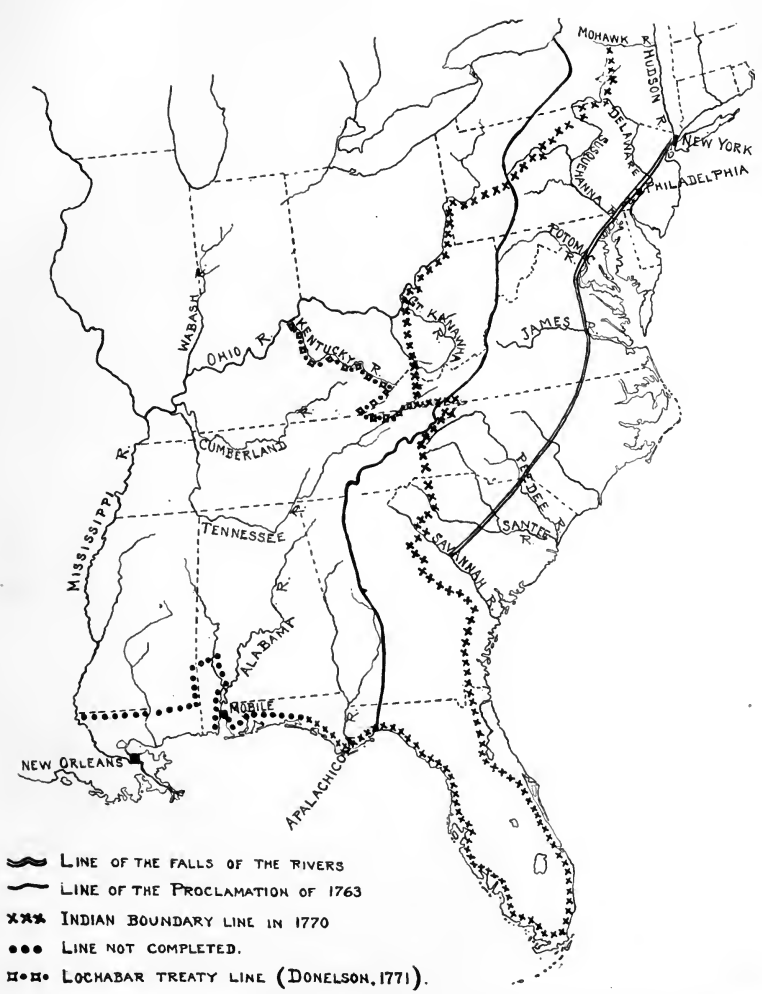 MOHAWK R.
HUDSON R.
DELAWARE
SUSQUEHANNA R.
NEW YORK
PHILADELPHIA
POTOMAC R.
WABASH R.
GT. KANAWHA R.
OHIO R.
KENTUCKY R.
JAMES R.
CUMBERLAND R.
MISSISSIPPI R.
PEEDEE R.
TENNESSEE R.
SANTEE R.
SAVANNAH R.
ALABAMA R.
MOBILE
NEW ORLEANS
APALACHICOLA R.
LINE OF THE FALLS OF THE RIVERS
LINE OF THE PROCLAMATION OF 1763
INDIAN BOUNDARY LINE IN 1770
LINE NOT COMPLETED.
LOCHABAR TREATY LINE (DONELSON, 1771).